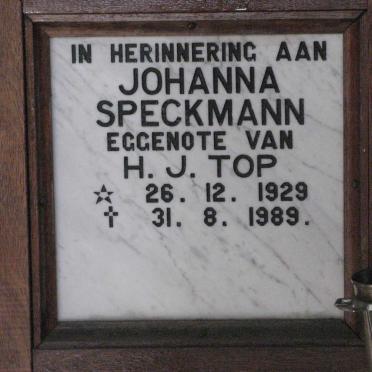 IN HERINNERING AAN
JOHANNA
SPECKMANN
EGGENOTE VAN
H. J. TOP
☆ 26. 12. 1929
✝ 31. 8. 1989.